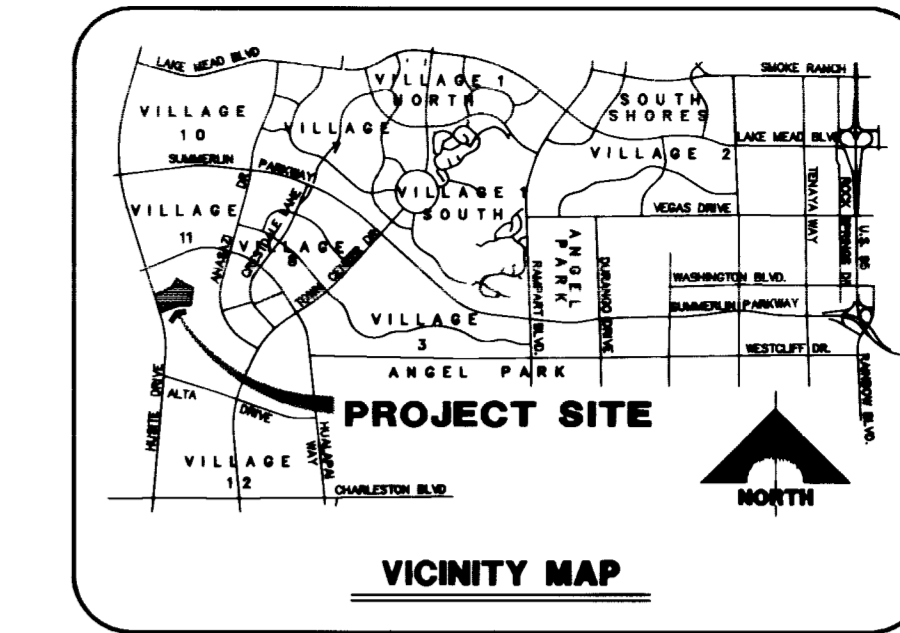 LAKE MEAD BLVD
SMOKE RANCH
VILLAGE 1
NORTH
VILLAGE
10
VILLAGE
7
SOUTH
SHORES
LAKE MEAD BLVD
SUMMERLIN PARKWAY
VILLAGE 2
TENAYA WAY
ROCK SPRINGS DR
VILLAGE 1
SOUTH
VEGAS DRIVE
VILLAGE
11
ANASAZI DR
CRESTDALE LANE
VILLAGE
8
TOWN CENTER DR
ANGEL
PARK
U.S. 95
RAMPART BLVD.
DURANGO DRIVE
WASHINGTON BLVD.
SUMMERLIN PARKWAY
VILLAGE
3
WESTCLIFF DR.
ANGEL PARK
RAINBOW BLVD.
ALTA DRIVE
PROJECT SITE
HUALAPAI
WAY
VILLAGE
12
CHARLESTON BLVD
NORTH
VICINITY MAP